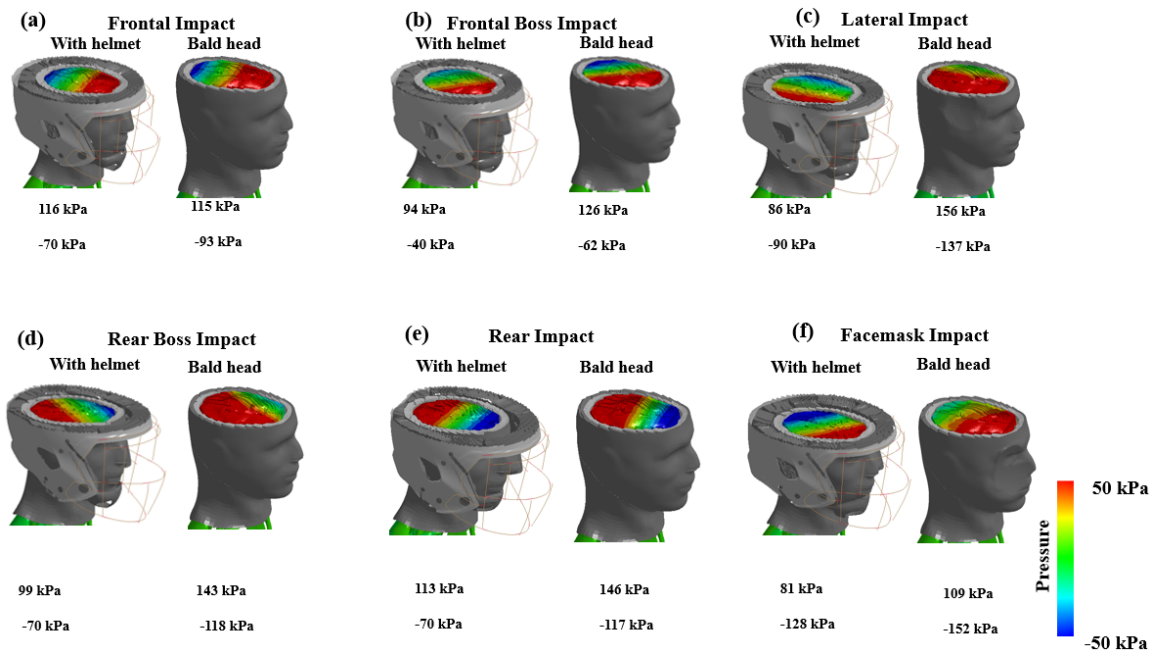 (a)
Frontal Impact
With helmet
Bald head
116 kPa
115 kPa
-70 kPa
-93 kPa
(b)
Frontal Boss Impact
With helmet
Bald head
94 kPa
126 kPa
-40 kPa
-62 kPa
(c)
Lateral Impact
With helmet
Bald head
86 kPa
156 kPa
-90 kPa
-137 kPa
(d)
Rear Boss Impact
With helmet
Bald head
99 kPa
143 kPa
-70 kPa
-118 kPa
(e)
Rear Impact
With helmet
Bald head
113 kPa
146 kPa
-70 kPa
-117 kPa
(f)
Facemask Impact
With helmet
Bald head
81 kPa
109 kPa
-128 kPa
-152 kPa
50 kPa
Pressure
-50 kPa